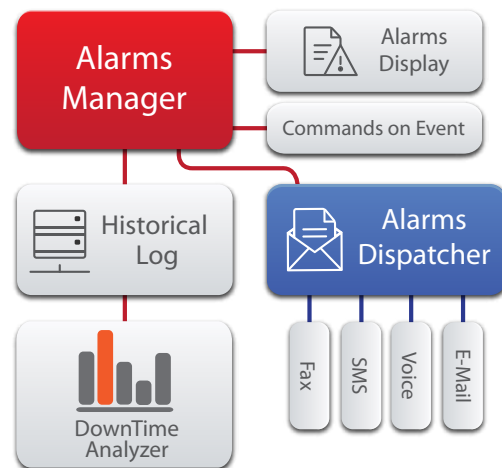 Alarms
Manager
Alarms
Display
Commands on Event
Historical
Log
Alarms
Dispatcher
Fax
SMS
Voice
E-Mail
DownTime
Analyzer